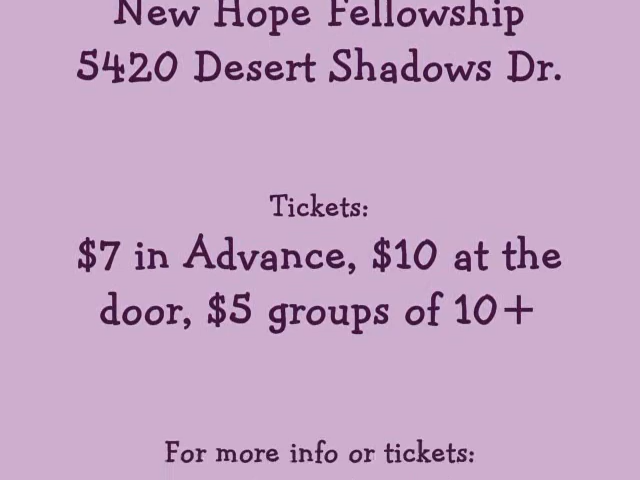 New Hope Fellowship
5420 Desert Shadows Dr.
Tickets:
$7 in Advance, $10 at the
door, $5 groups of 10+
For more info or tickets: